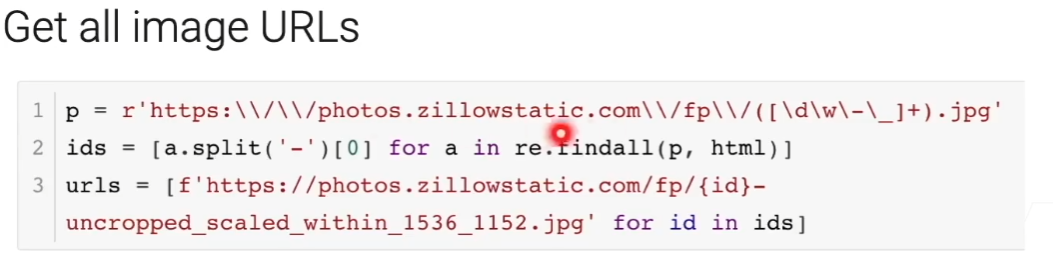 Get all image URLs
1 p = r'https:\\/\\/photos.zillowstatic.com\\/fp\\/([\d\w\-\_]+).jpg'
2 ids = [a.split('-')[0] for a in re.findall(p, html)]
3 urls = [f'https://photos.zillowstatic.com/fp/{id}-
uncropped_scaled_within_1536_1152.jpg' for id in ids]